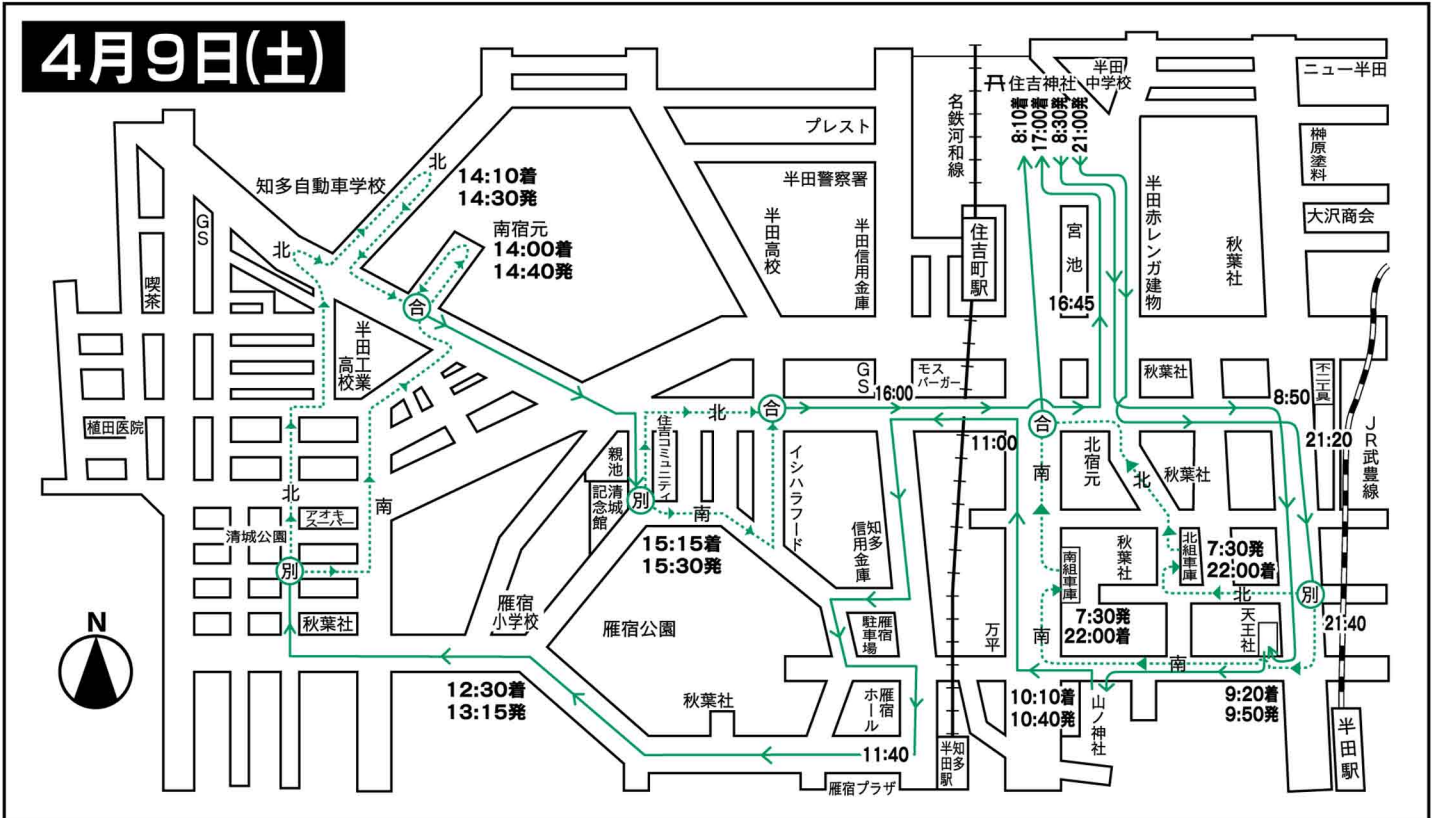 4月9日(土)
住吉神社
半田
中学校
ニュー半田
8:10着
17:00着
8:30発
21:00発
名鉄河和線
プレスト
榊原塗料
北
知多自動車学校
14:10着
14:30発
半田警察署
半田赤レンガ建物
大沢商会
GS
南宿元
14:00着
14:40発
半田高校
半田信用金庫
住吉町駅
宮池
秋葉社
北
喫茶
合
16:45
半田工業
高校
GS
モス
バーガー
秋葉社
不二真
16:00
8:50
北
合
植田医院
住吉コミュニティ
11:00
合
21:20
JR武豊線
親池
清城
記念館
イシハラフード
南
北宿元
北
秋葉社
北
南
アオキ
スーパー
別
南
清城公園
15:15着
15:30発
知多
信用金庫
南組車庫
秋葉社
北組車庫
7:30発
22:00着
別
北
別
雁宿
小学校
雁宿公園
雁宿
駐車場
7:30発
22:00着
天王社
21:40
秋葉社
万平
南
南
N
12:30着
13:15発
秋葉社
雁宿
ホール
10:10着
10:40発
山ノ神社
9:20着
9:50発
11:40
知多
半田駅
半田駅
雁宿プラザ